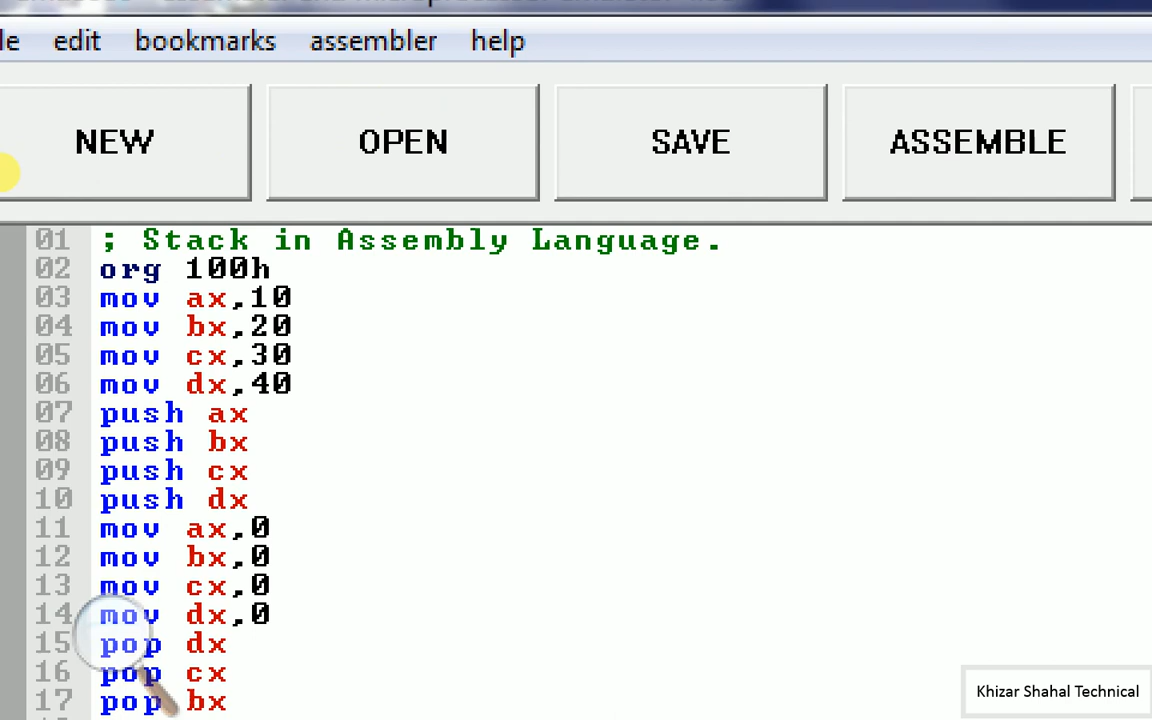 le edit bookmarks assembler help
NEW OPEN SAVE ASSEMBLE
01 ; Stack in Assembly Language.
02 org 100h
03 mov ax,10
04 mov bx,20
05 mov cx,30
06 mov dx,40
07 push ax
08 push bx
09 push cx
10 push dx
11 mov ax,0
12 mov bx,0
13 mov cx,0
14 mov dx,0
15 pop dx
16 pop cx
17 pop bx
Khizar Shahal Technical